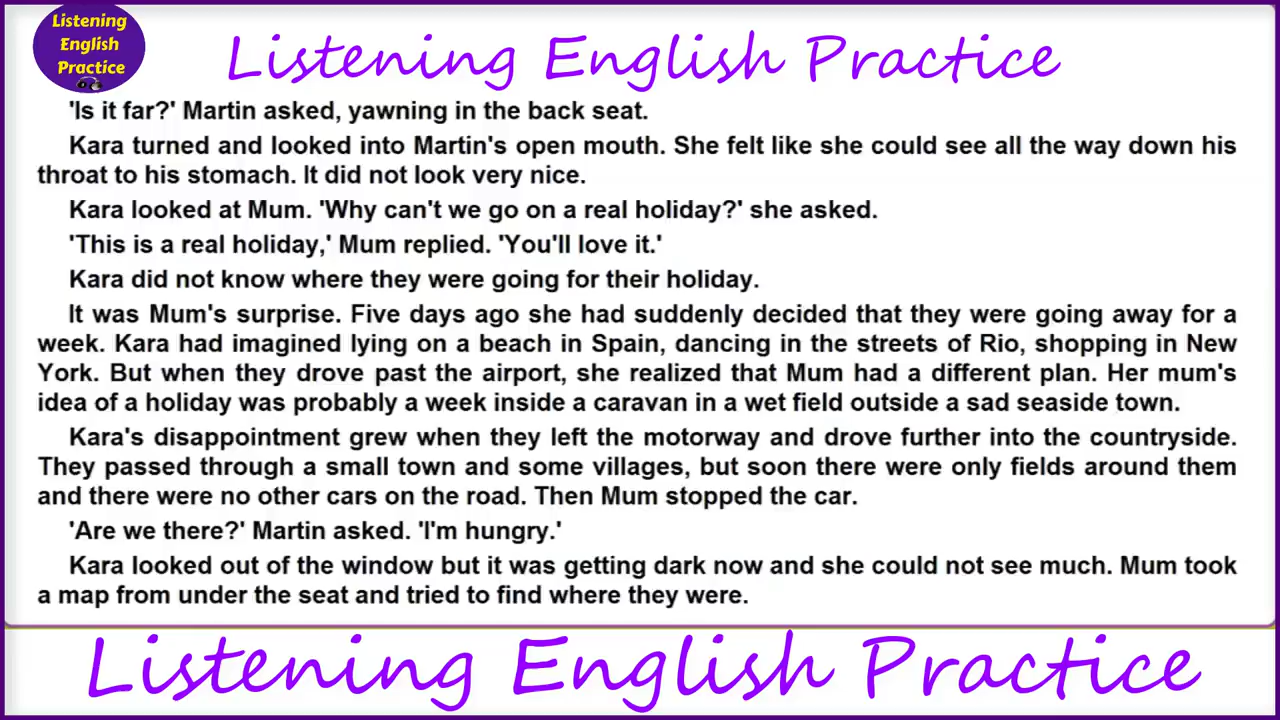 Listening
English
Practice
Listening English Practice
'Is it far?' Martin asked, yawning in the back seat.
Kara turned and looked into Martin's open mouth. She felt like she could see all the way down his
throat to his stomach. It did not look very nice.
Kara looked at Mum. 'Why can't we go on a real holiday?' she asked.
'This is a real holiday,' Mum replied. 'You'll love it.'
Kara did not know where they were going for their holiday.
It was Mum's surprise. Five days ago she had suddenly decided that they were going away for a
week. Kara had imagined lying on a beach in Spain, dancing in the streets of Rio, shopping in New
York. But when they drove past the airport, she realized that Mum had a different plan. Her mum's
idea of a holiday was probably a week inside a caravan in a wet field outside a sad seaside town.
Kara's disappointment grew when they left the motorway and drove further into the countryside.
They passed through a small town and some villages, but soon there were only fields around them
and there were no other cars on the road. Then Mum stopped the car.
'Are we there?' Martin asked. 'I'm hungry.'
Kara looked out of the window but it was getting dark now and she could not see much. Mum took
a map from under the seat and tried to find where they were.
Listening English Practice